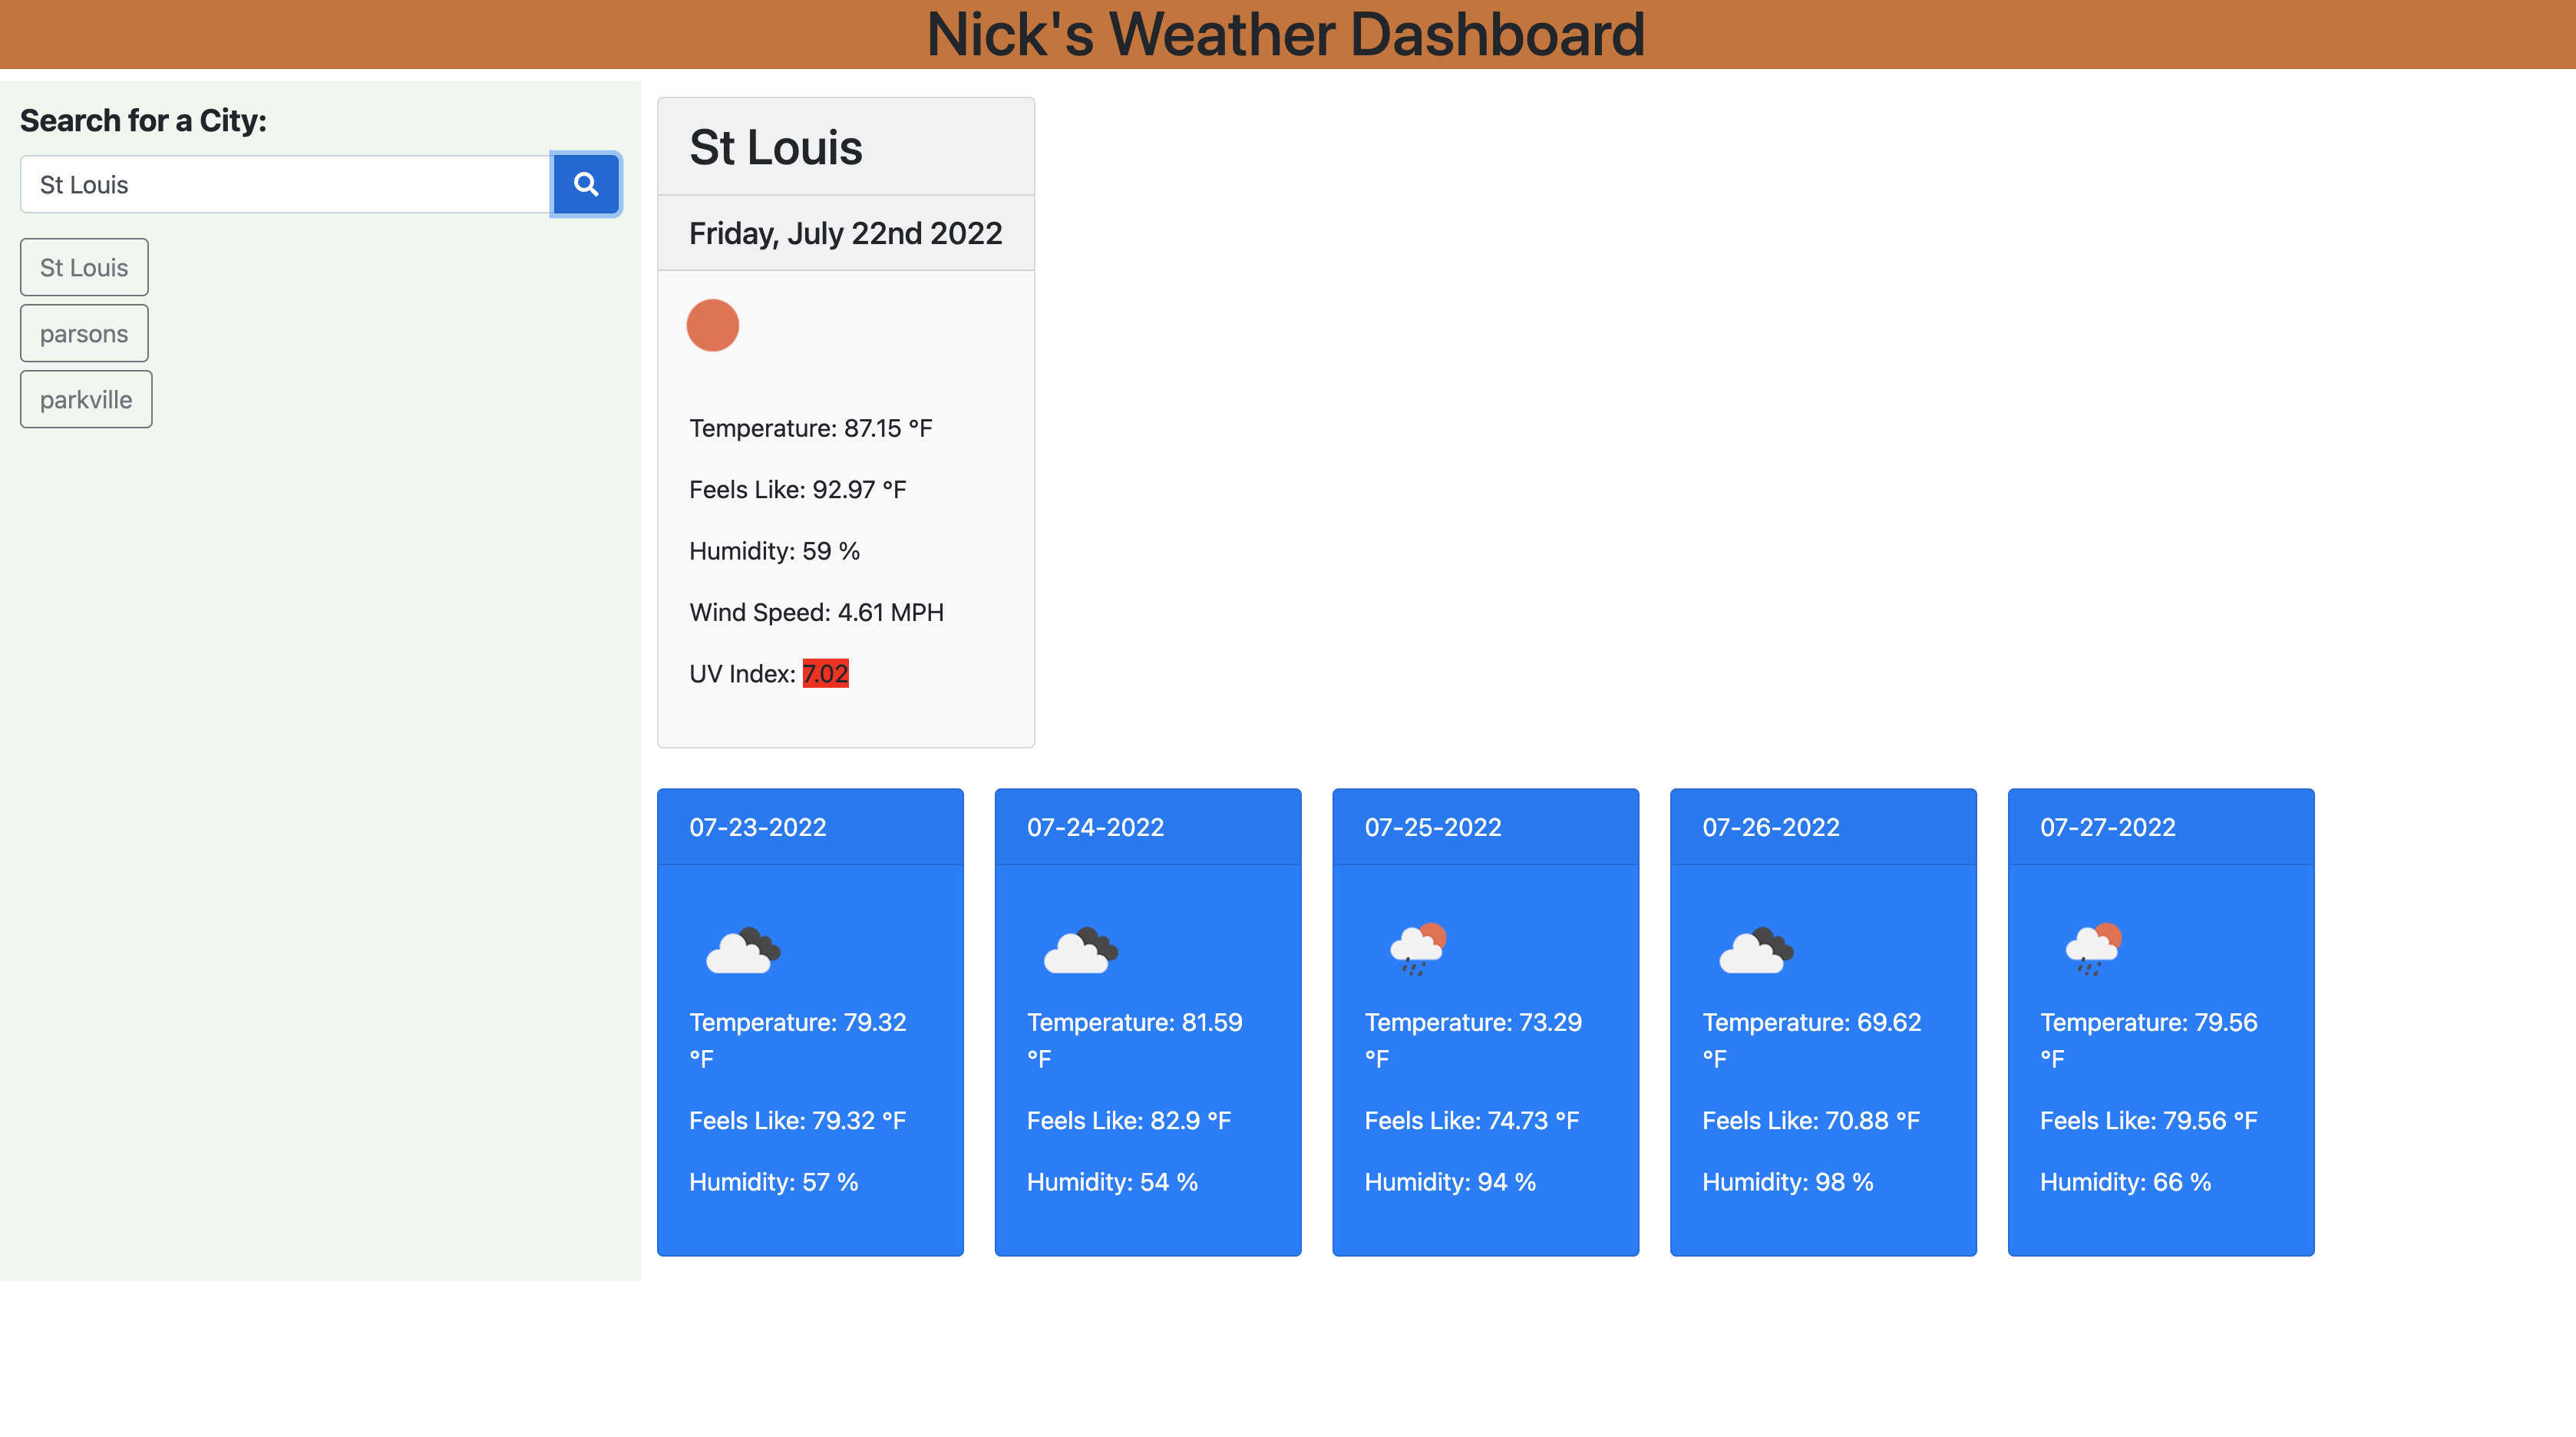 Nick's Weather Dashboard
Search for a City:
St Louis
St Louis
parsons
parkville
St Louis
Friday, July 22nd 2022
Temperature: 87.15 °F
Feels Like: 92.97 °F
Humidity: 59 %
Wind Speed: 4.61 MPH
UV Index: 7.02
07-23-2022
Temperature: 79.32
°F
Feels Like: 79.32 °F
Humidity: 57 %
07-24-2022
Temperature: 81.59
°F
Feels Like: 82.9 °F
Humidity: 54 %
07-25-2022
Temperature: 73.29
°F
Feels Like: 74.73 °F
Humidity: 94 %
07-26-2022
Temperature: 69.62
°F
Feels Like: 70.88 °F
Humidity: 98 %
07-27-2022
Temperature: 79.56
°F
Feels Like: 79.56 °F
Humidity: 66 %